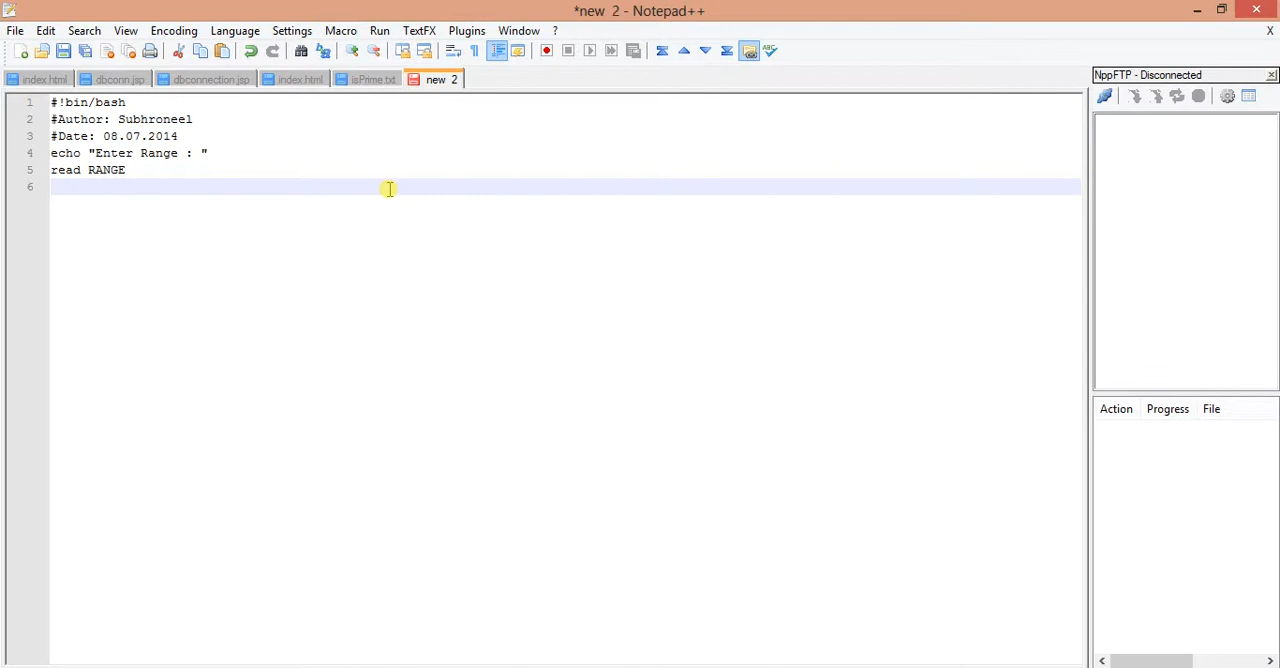 *new 2 - Notepad++
File Edit Search View Encoding Language Settings Macro Run TextFX Plugins Window ? X
index.html dbconn.jsp dbconnection.jsp index.html isPrime.txt new 2
NppFTP - Disconnected
1 #!bin/bash
2 #Author: Subhroneel
3 #Date: 08.07.2014
4 echo "Enter Range : "
5 read RANGE
6
Action Progress File